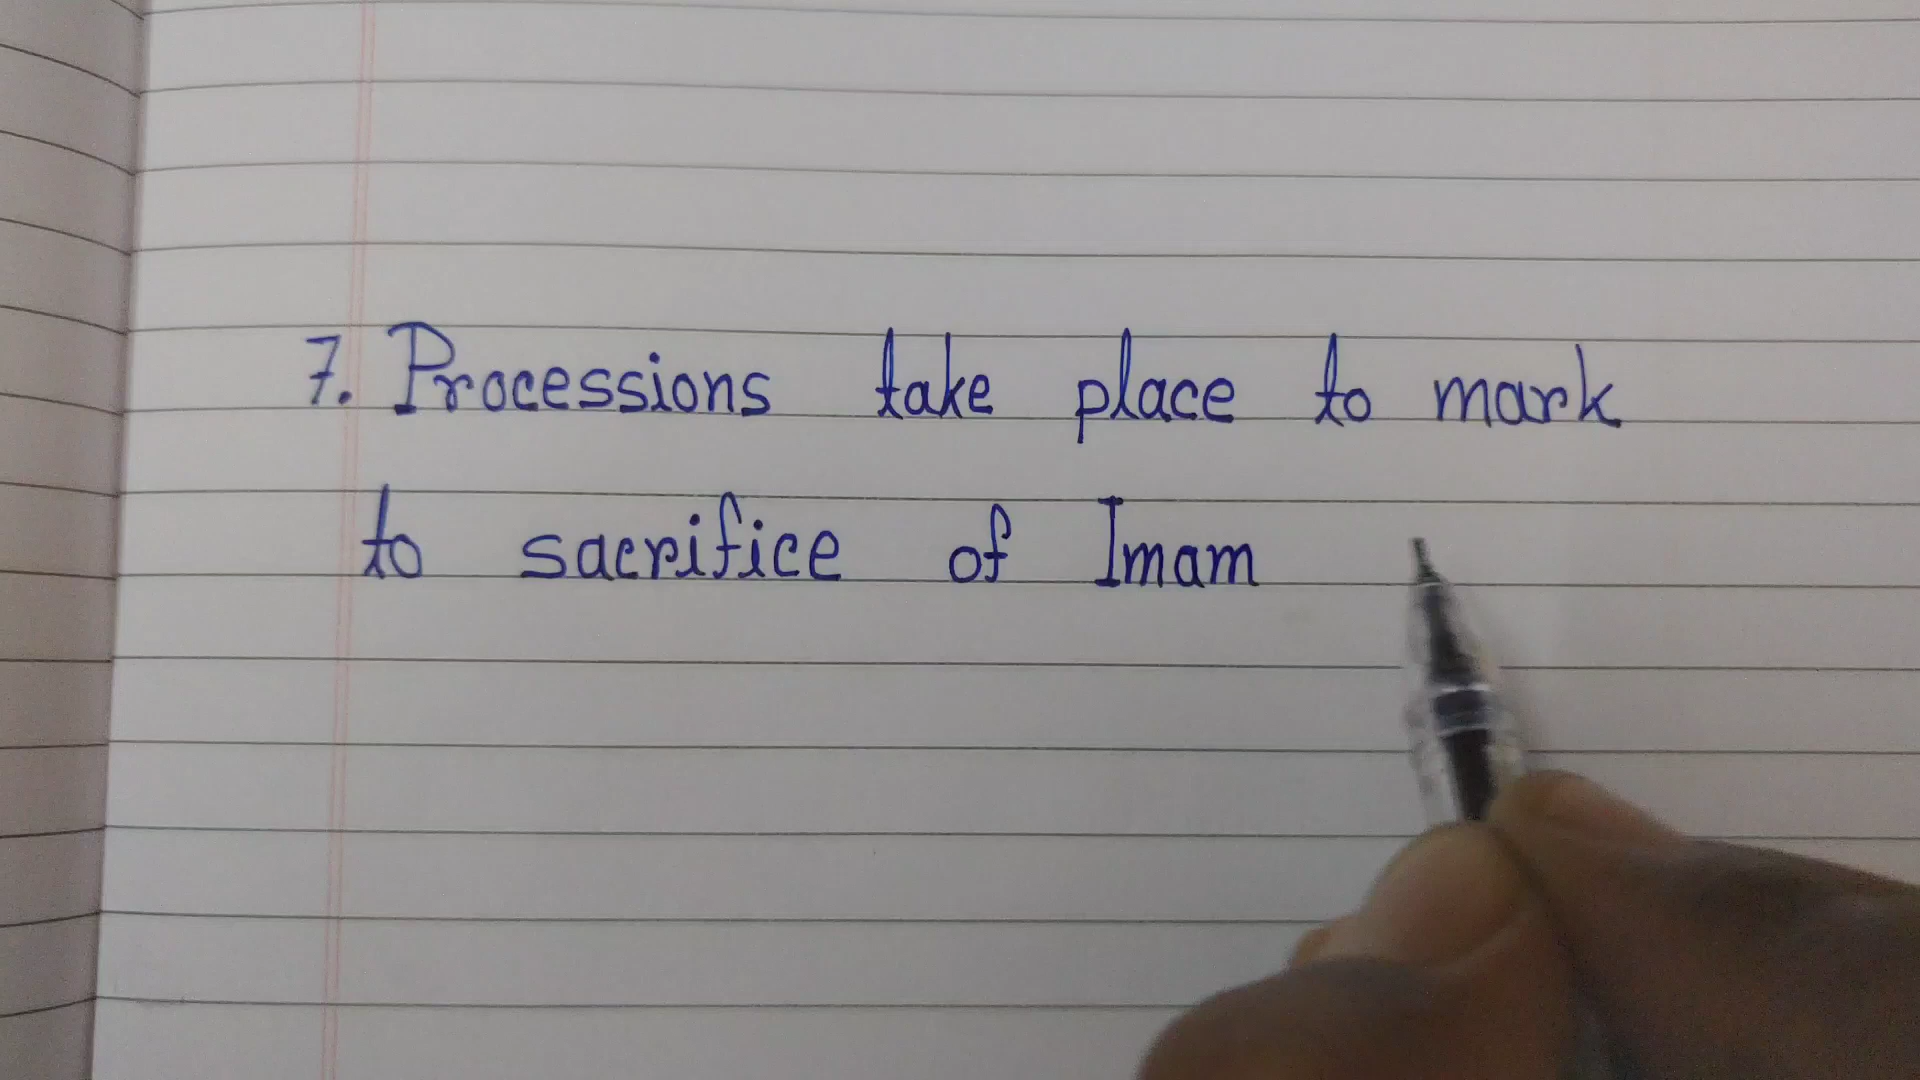 7. Processions take place to mark
to sacrifice of Imam